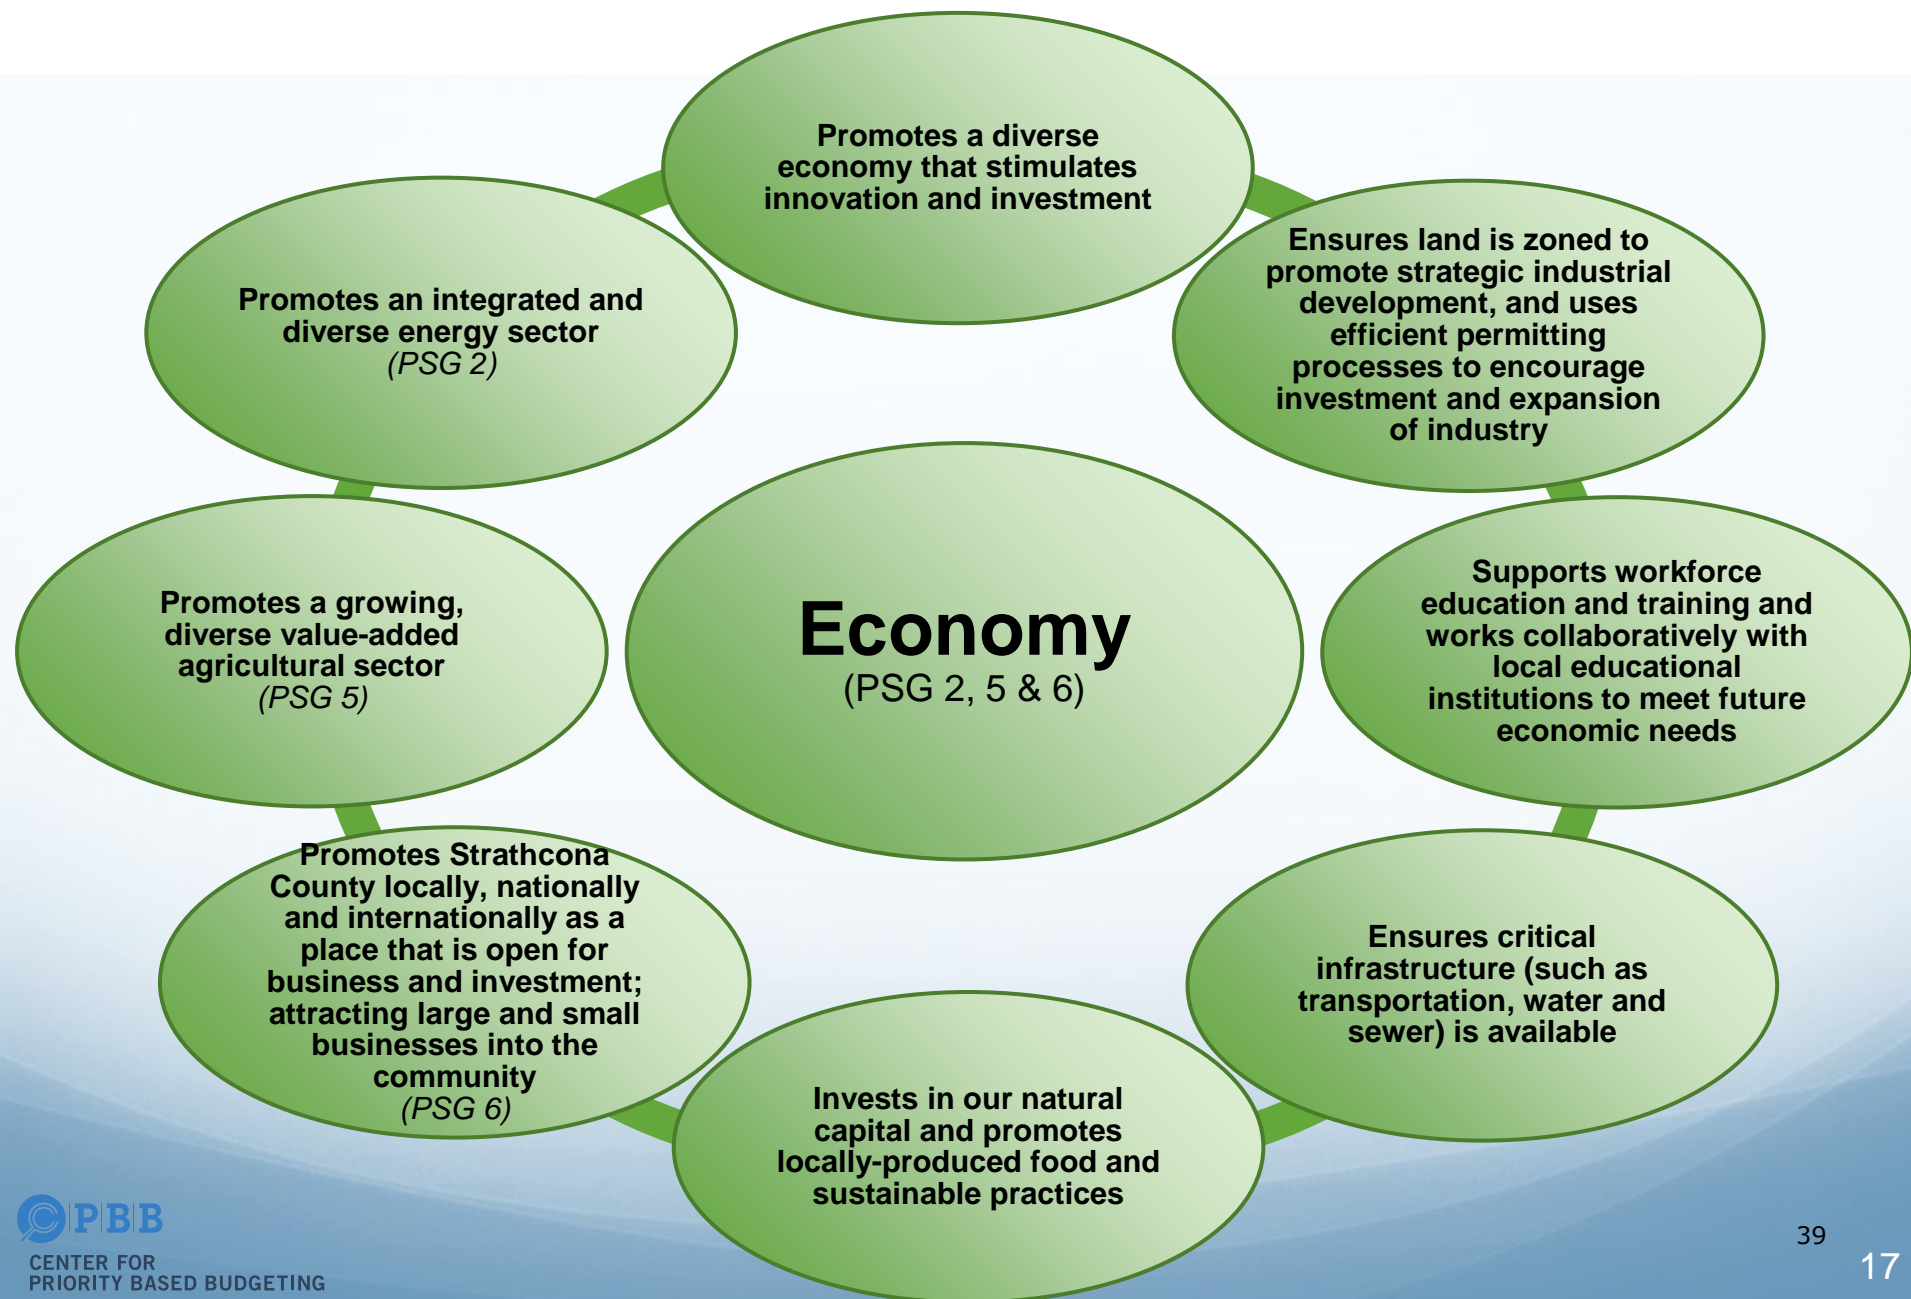 Promotes a diverse
economy that stimulates
innovation and investment
Ensures land is zoned to
promote strategic industrial
development, and uses
efficient permitting
processes to encourage
investment and expansion
of industry
Supports workforce
education and training and
works collaboratively with
local educational
institutions to meet future
economic needs
Ensures critical
infrastructure (such as
transportation, water and
sewer) is available
Invests in our natural
capital and promotes
locally-produced food and
sustainable practices
Promotes Strathcona
County locally, nationally
and internationally as a
place that is open for
business and investment;
attracting large and small
businesses into the
community
(PSG 6)
Promotes a growing,
diverse value-added
agricultural sector
(PSG 5)
Promotes an integrated and
diverse energy sector
(PSG 2)
Economy
(PSG 2, 5 & 6)
PBB
CENTER FOR
PRIORITY BASED BUDGETING
39
17